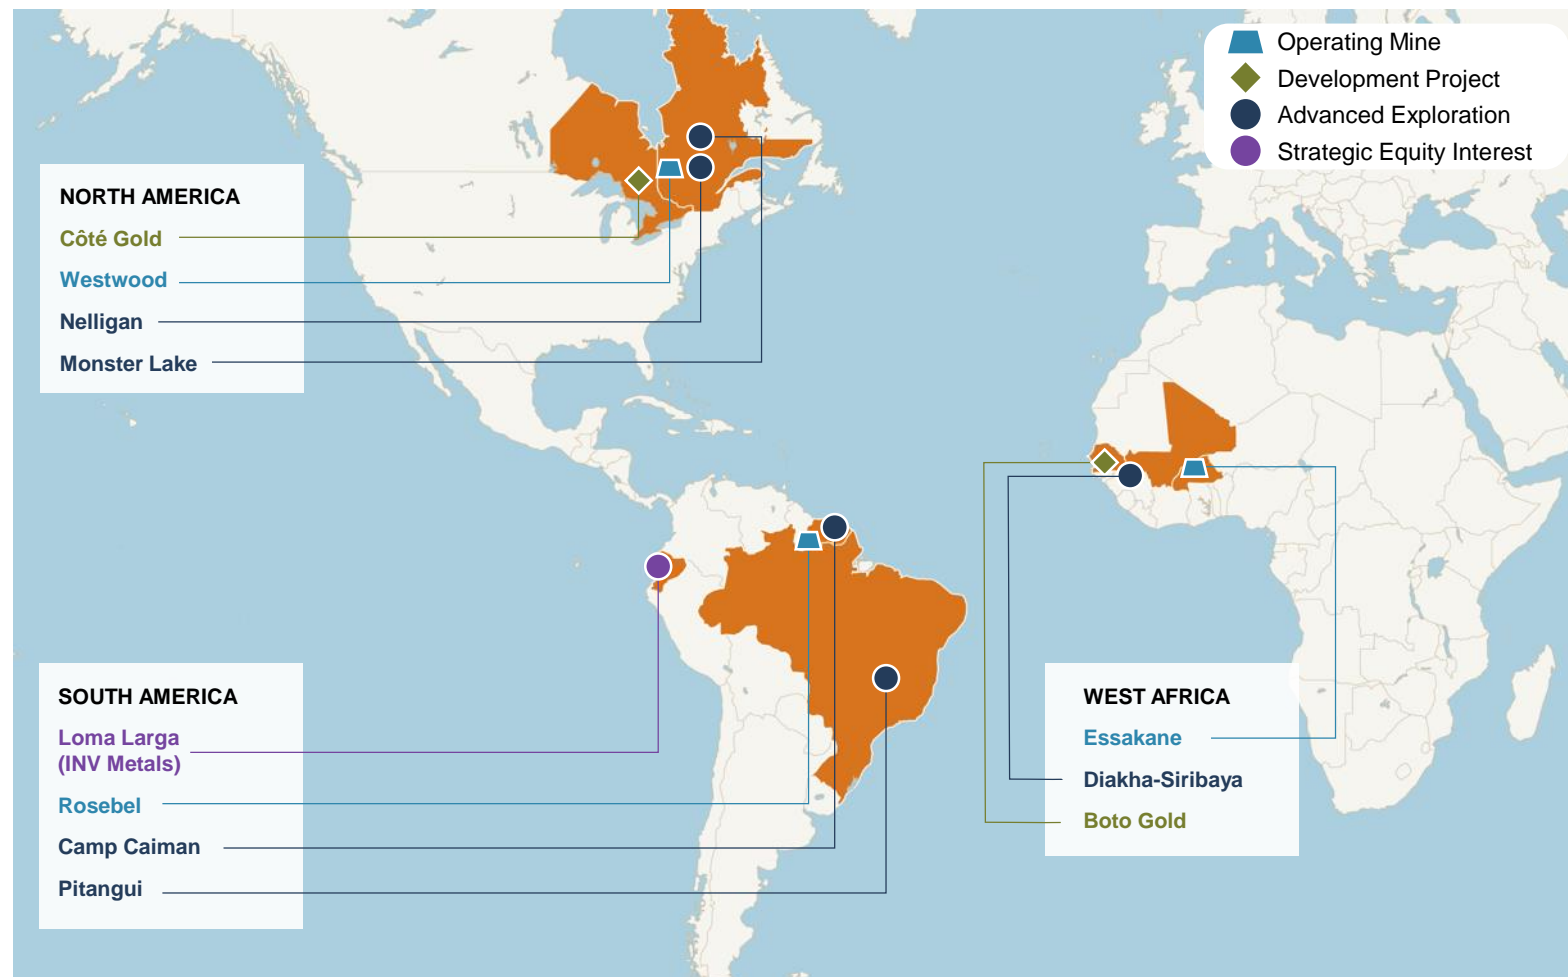 Operating Mine
Development Project
Advanced Exploration
Strategic Equity Interest
NORTH AMERICA
Côté Gold
Westwood
Nelligan
Monster Lake
SOUTH AMERICA
Loma Larga
(INV Metals)
Rosebel
Camp Caiman
Pitangui
WEST AFRICA
Essakane
Diakha-Siribaya
Boto Gold